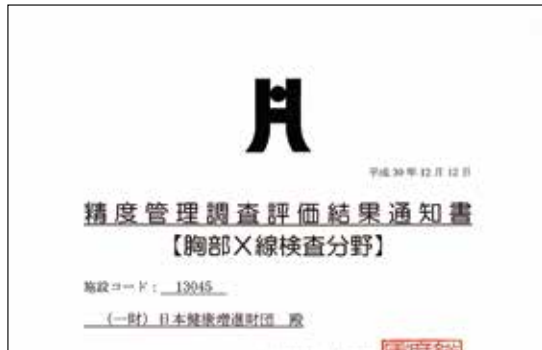 平成30年12月12日
精度管理調査評価結果通知書
【胸部X線検査分野】
施設コード： 13045
（一財）日本健康増進財団 殿